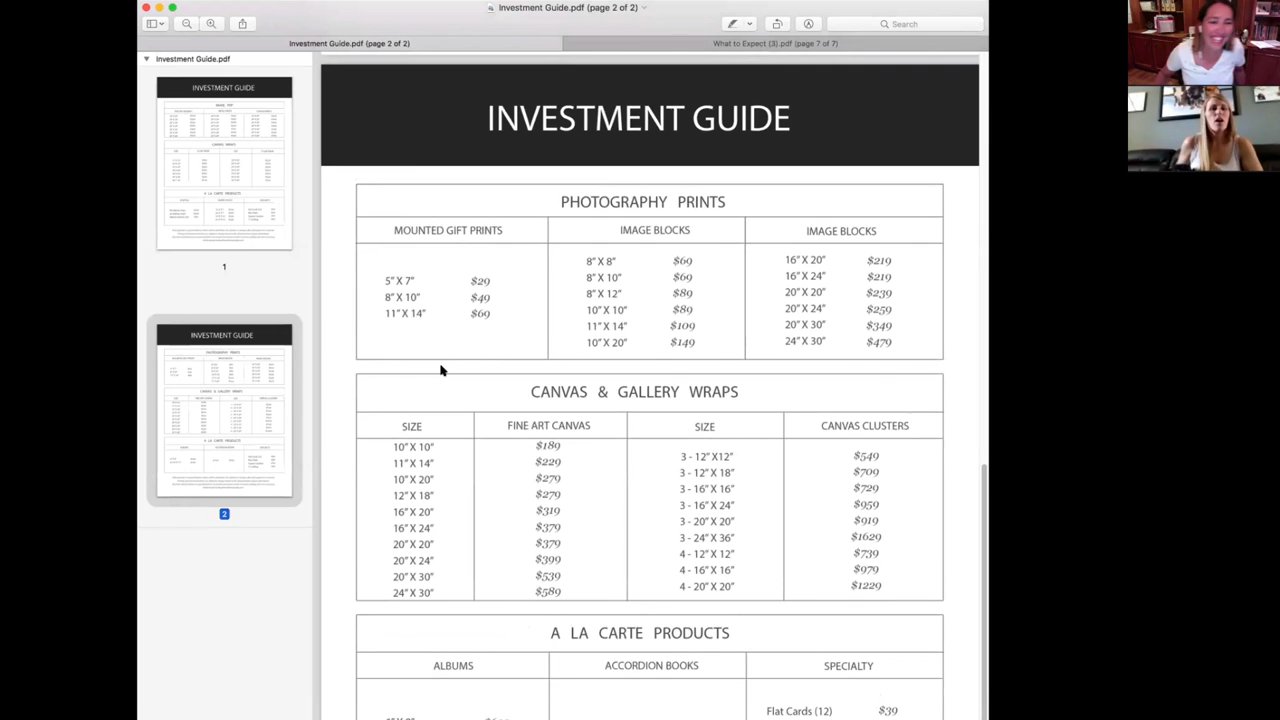 Investment Guide.pdf (page 2 of 2)
Search
Investment Guide.pdf (page 2 of 2)
What to Expect (3).pdf (page 7 of 7)
Investment Guide.pdf
INVESTMENT GUIDE
1
INVESTMENT GUIDE
PHOTOGRAPHY PRINTS
CANVAS & GALLERY WRAPS
A LA CARTE PRODUCTS
2
INVESTMENT GUIDE
PHOTOGRAPHY PRINTS
MOUNTED GIFT PRINTS
5" X 7" $29
8" X 10" $49
11" X 14" $69
IMAGE BLOCKS
8" X 8" $69
8" X 10" $69
8" X 12" $89
10" X 10" $89
11" X 14" $109
10" X 20" $149
IMAGE BLOCKS
16" X 20" $219
16" X 24" $219
20" X 20" $239
20" X 24" $259
20" X 30" $349
24" X 30" $479
CANVAS & GALLERY WRAPS
SIZE FINE ART CANVAS
10" X 10" $189
11" X 14" $229
10" X 20" $279
12" X 18" $279
16" X 20" $319
16" X 24" $379
20" X 20" $379
20" X 24" $399
20" X 30" $539
24" X 30" $589
SIZE CANVAS CLUSTERS
3 - 12" X12" $549
3 - 12" X 18" $709
3 - 16" X 16" $729
3 - 16" X 24" $959
3 - 20" X 20" $919
3 - 24" X 36" $1629
4 - 12" X 12" $739
4 - 16" X 16" $979
4 - 20" X 20" $1229
A LA CARTE PRODUCTS
ALBUMS
ACCORDION BOOKS
SPECIALTY
Flat Cards (12) $39